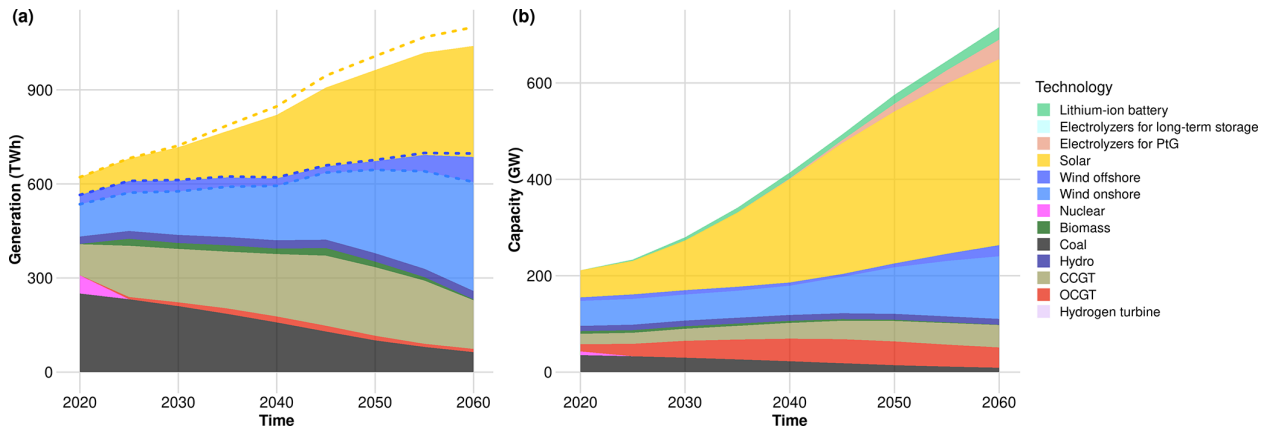 (a)
900
600
300
0
Generation (TWh)
2020 2030 2040 2050 2060
Time
(b)
600
400
200
0
Capacity (GW)
2020 2030 2040 2050 2060
Time
Technology
Lithium-ion battery
Electrolyzers for long-term storage
Electrolyzers for PtG
Solar
Wind offshore
Wind onshore
Nuclear
Biomass
Coal
Hydro
CCGT
OCGT
Hydrogen turbine